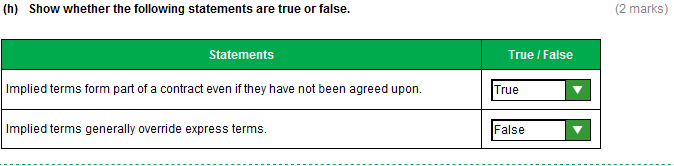 (h) Show whether the following statements are true or false. (2 marks)
Statements True / False
Implied terms form part of a contract even if they have not been agreed upon. True
Implied terms generally override express terms. False